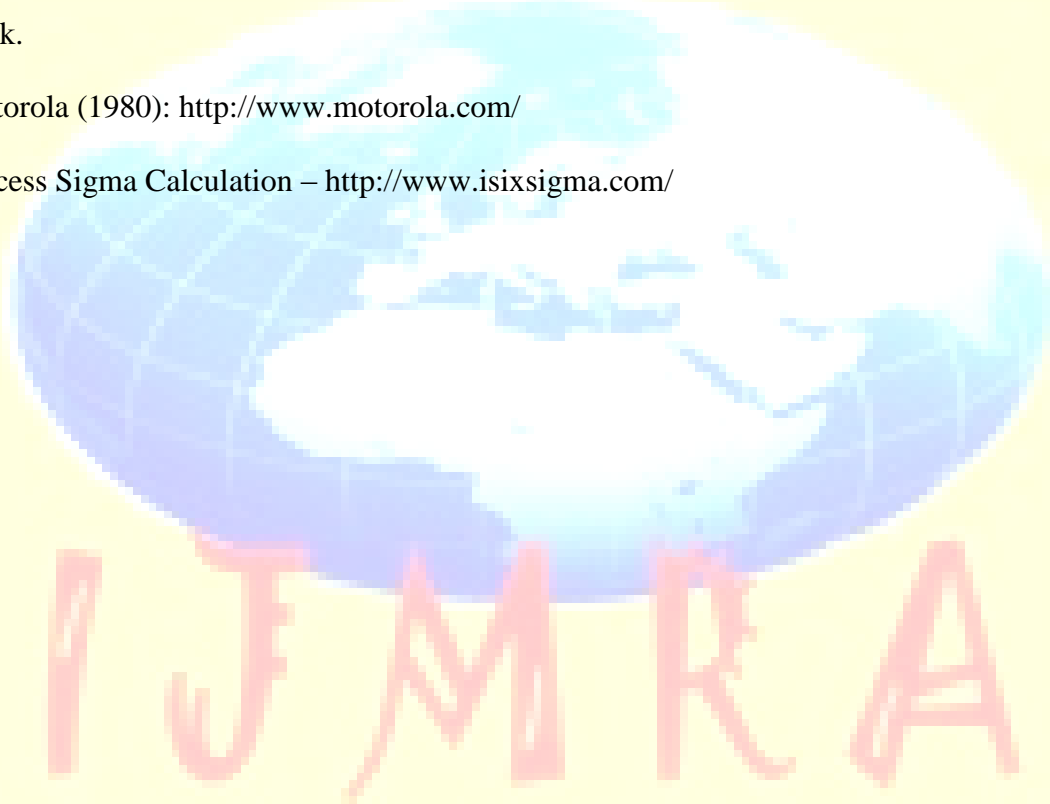 k.
torola (1980): http://www.motorola.com/
cess Sigma Calculation – http://www.isixsigma.com/
IJMRA